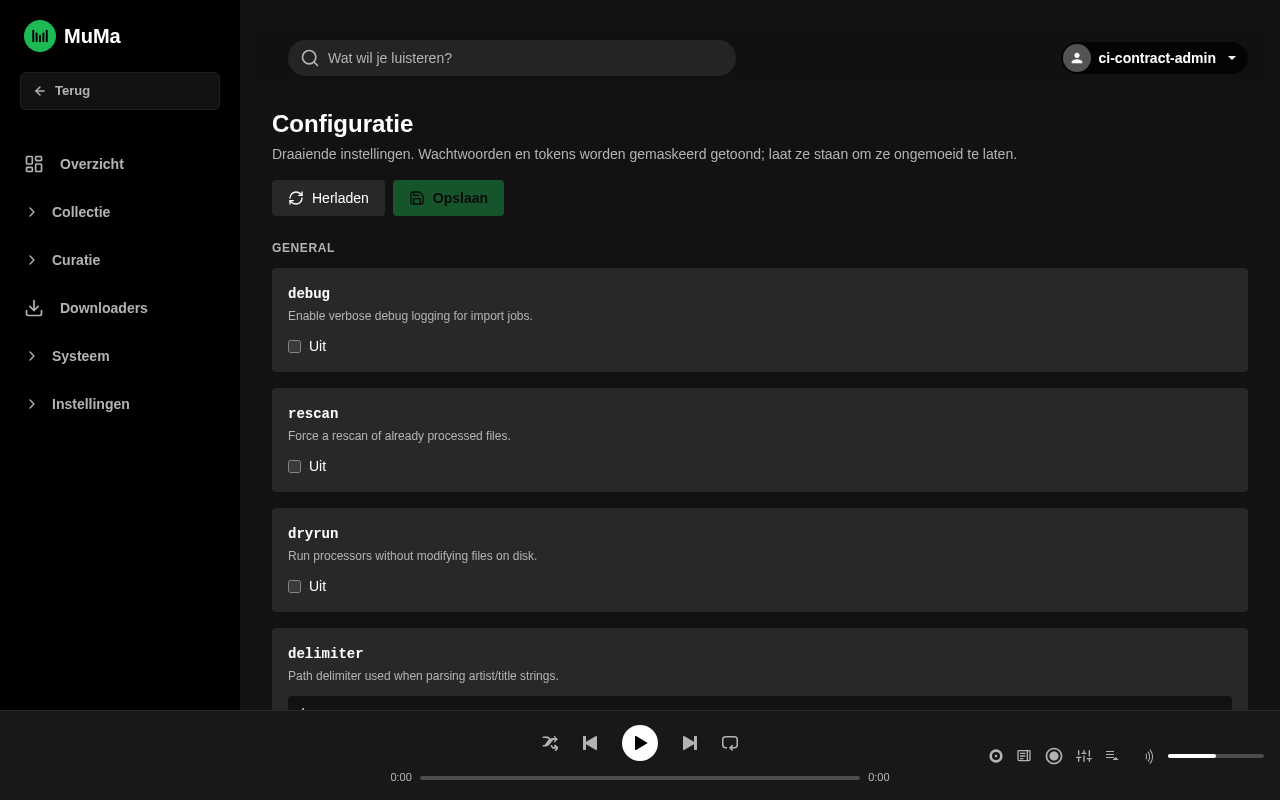 MuMa
Terug
Overzicht
Collectie
Curatie
Downloaders
Systeem
Instellingen
Wat wil je luisteren?
ci-contract-admin
Configuratie
Draaiende instellingen. Wachtwoorden en tokens worden gemaskeerd getoond; laat ze staan om ze ongemoeid te laten.
Herladen
Opslaan
GENERAL
debug
Enable verbose debug logging for import jobs.
Uit
rescan
Force a rescan of already processed files.
Uit
dryrun
Run processors without modifying files on disk.
Uit
delimiter
Path delimiter used when parsing artist/title strings.
0:00
0:00